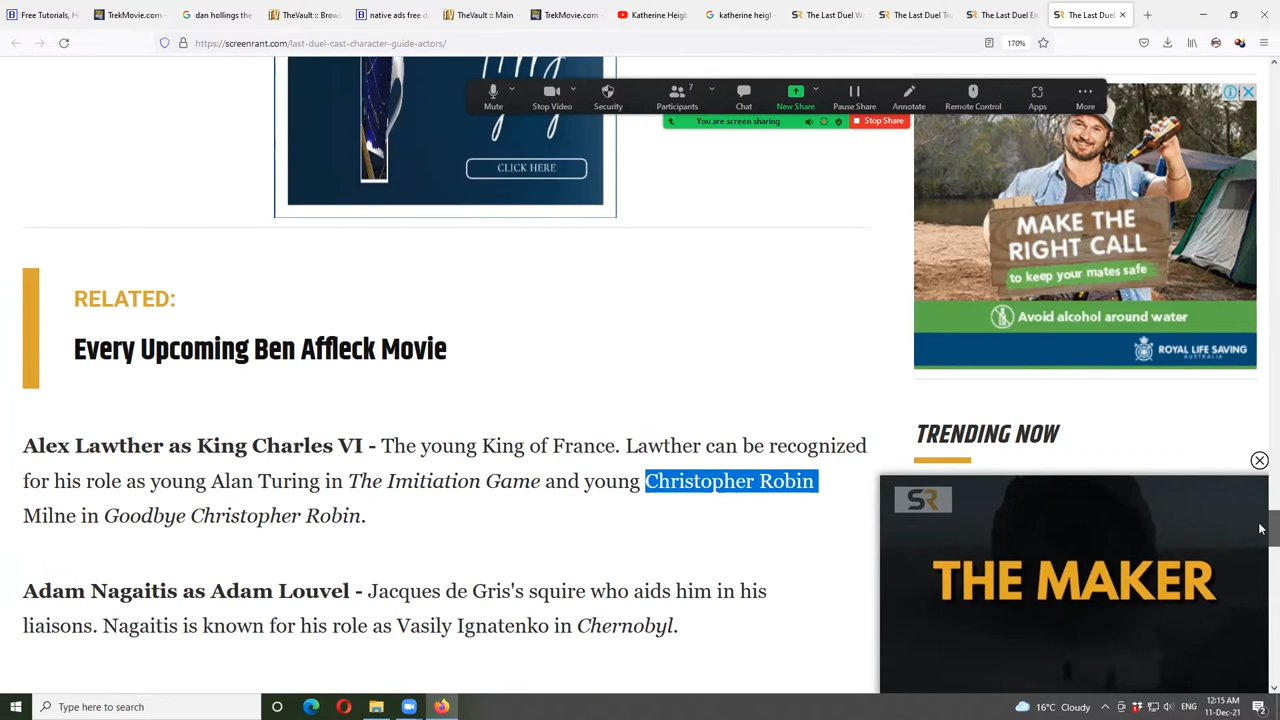 Free Tutorials, H
TrekMovie.com —
dan hollings the
TheVault :: Brow
native ads free d
TheVault :: Main
TrekMovie.com —
Katherine Heigl
katherine heigl -
The Last Duel W
The Last Duel Tru
The Last Duel En
The Last Duel
https://screenrant.com/last-duel-cast-character-guide-actors/
170%
7
Mute
Stop Video
Security
Participants
Chat
New Share
Pause Share
Annotate
Remote Control
Apps
More
You are screen sharing
Stop Share
CLICK HERE
MAKE THE
RIGHT CALL
to keep your mates safe
Avoid alcohol around water
ROYAL LIFE SAVING
AUSTRALIA
RELATED:
Every Upcoming Ben Affleck Movie
Alex Lawther as King Charles VI - The young King of France. Lawther can be recognized
for his role as young Alan Turing in The Imitiation Game and young Christopher Robin
Milne in Goodbye Christopher Robin.
Adam Nagaitis as Adam Louvel - Jacques de Gris's squire who aids him in his
liaisons. Nagaitis is known for his role as Vasily Ignatenko in Chernobyl.
TRENDING NOW
SR
THE MAKER
Type here to search
16°C Cloudy
ENG
12:15 AM
11-Dec-21
2